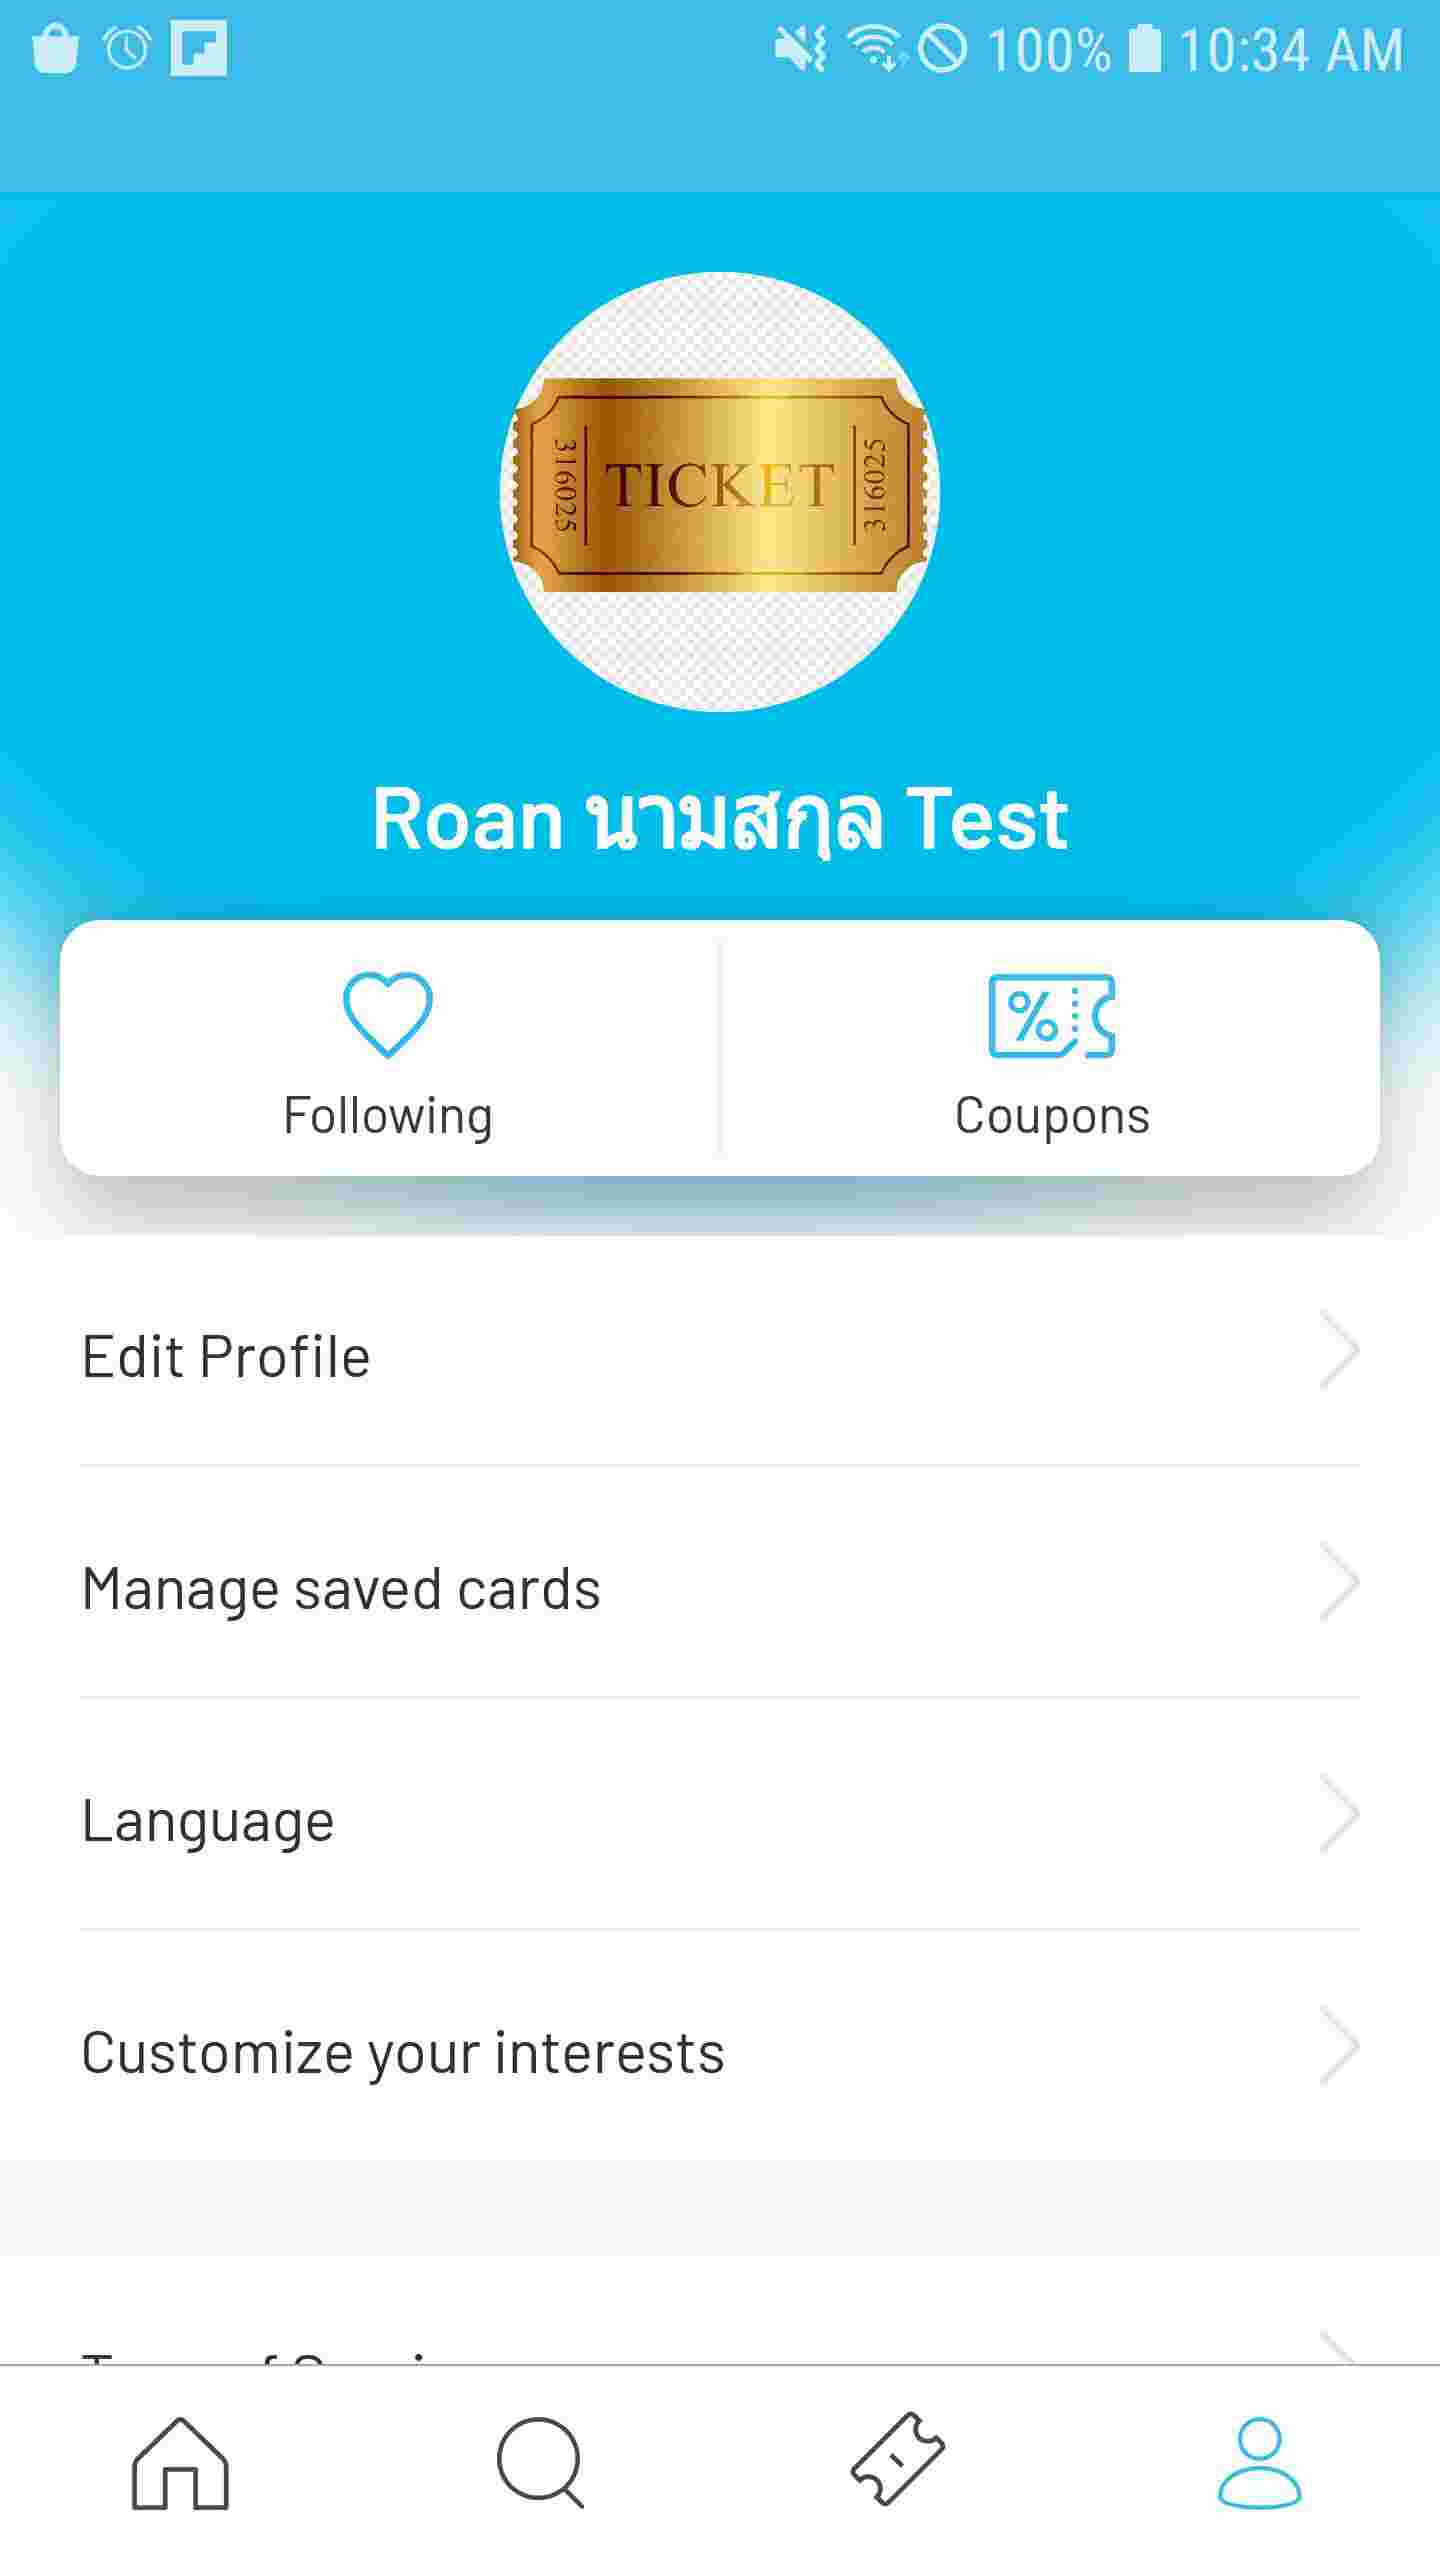 100% 10:34 AM
316025 TICKET 316025
Roan นามสกุล Test
Following Coupons
Edit Profile
Manage saved cards
Language
Customize your interests